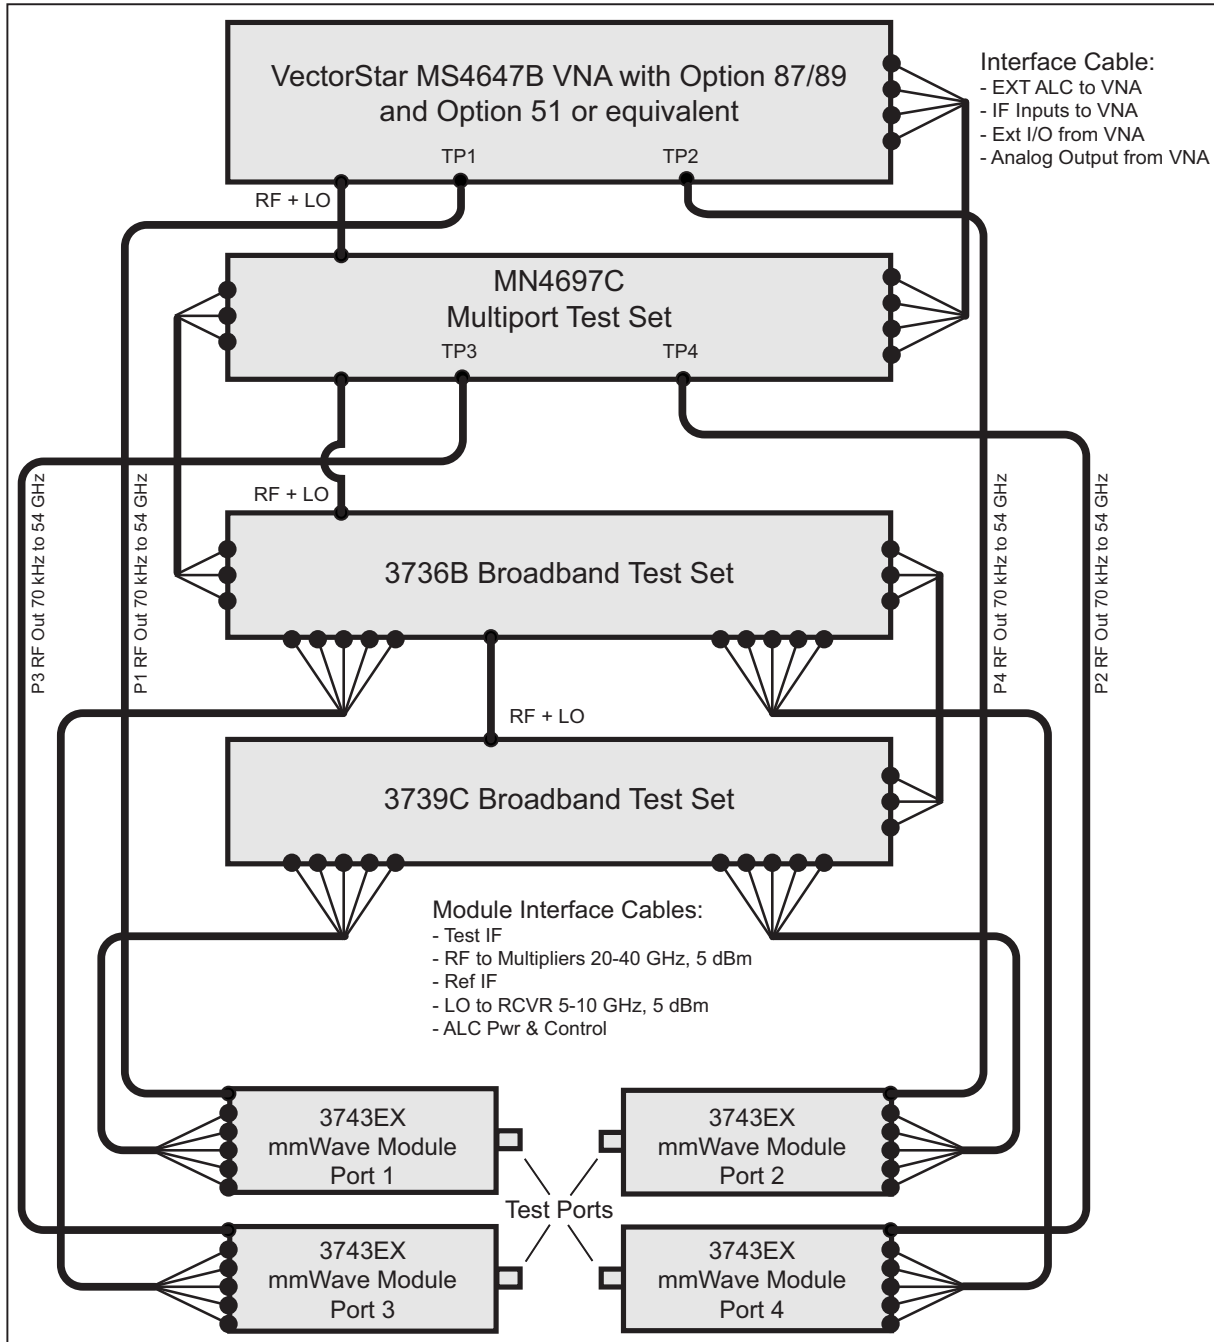 VectorStar MS4647B VNA with Option 87/89
and Option 51 or equivalent
TP1
TP2
Interface Cable:
- EXT ALC to VNA
- IF Inputs to VNA
- Ext I/O from VNA
- Analog Output from VNA
RF + LO
MN4697C
Multiport Test Set
TP3
TP4
RF + LO
P3 RF Out 70 kHz to 54 GHz
P1 RF Out 70 kHz to 54 GHz
3736B Broadband Test Set
P4 RF Out 70 kHz to 54 GHz
P2 RF Out 70 kHz to 54 GHz
RF + LO
3739C Broadband Test Set
Module Interface Cables:
- Test IF
- RF to Multipliers 20-40 GHz, 5 dBm
- Ref IF
- LO to RCVR 5-10 GHz, 5 dBm
- ALC Pwr & Control
3743EX
mmWave Module
Port 1
3743EX
mmWave Module
Port 2
Test Ports
3743EX
mmWave Module
Port 3
3743EX
mmWave Module
Port 4